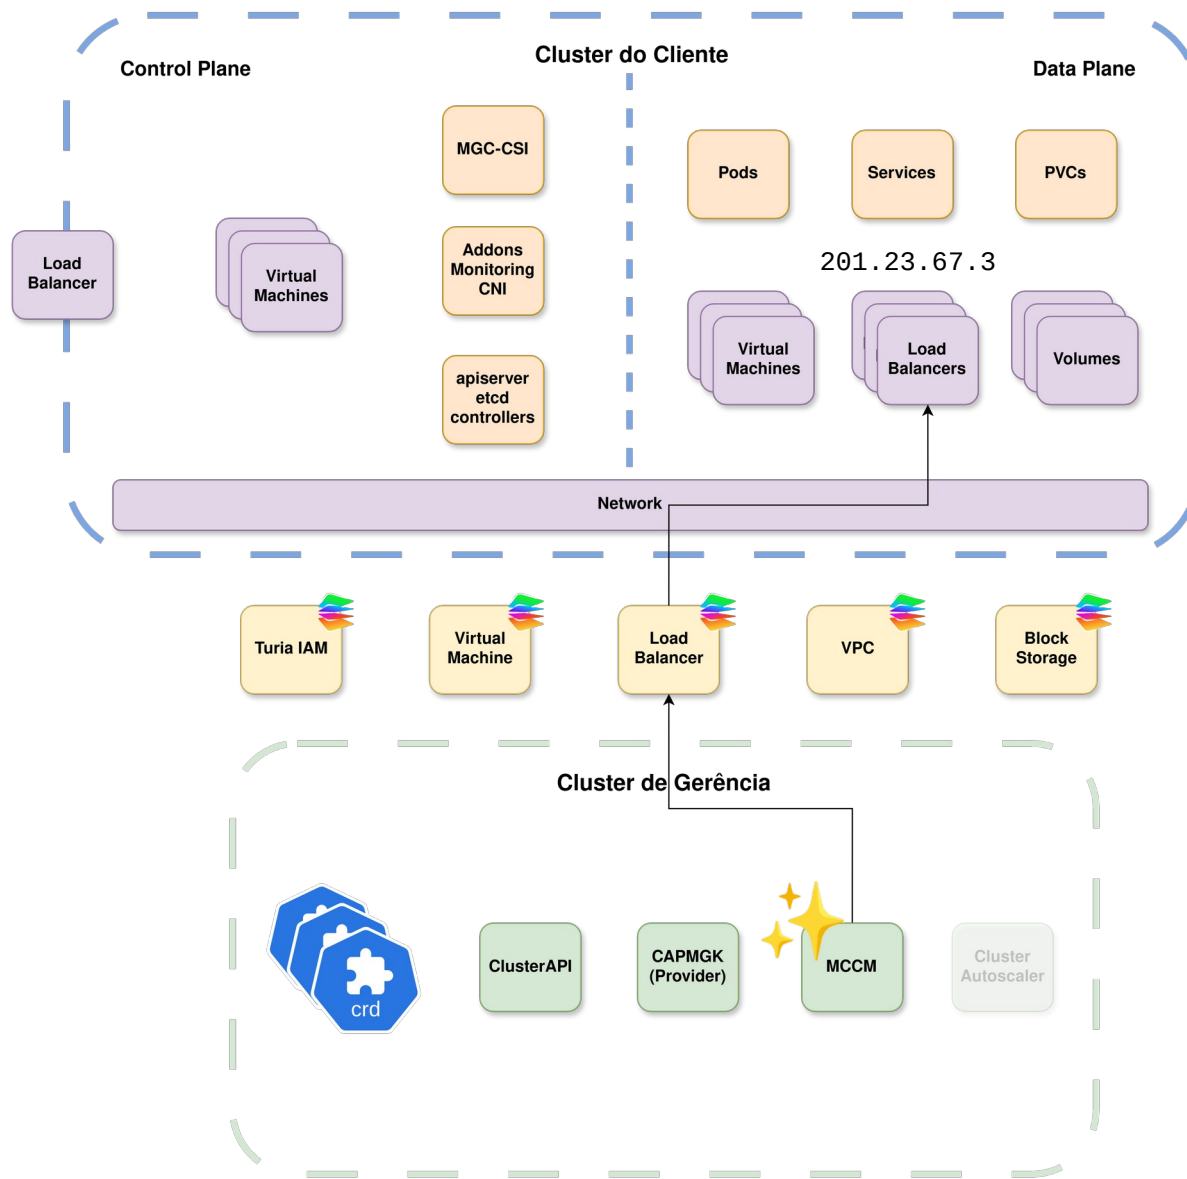 Cluster do Cliente
Control Plane
Data Plane
MGC-CSI
Pods
Services
PVCs
Load
Balancer
Virtual
Machines
Addons
Monitoring
CNI
201.23.67.3
Virtual
Machines
Load
Balancers
Volumes
apiserver
etcd
controllers
Network
Turia IAM
Virtual
Machine
Load
Balancer
VPC
Block
Storage
Cluster de Gerência
crd
ClusterAPI
CAPMGK
(Provider)
MCCM
Cluster
Autoscaler